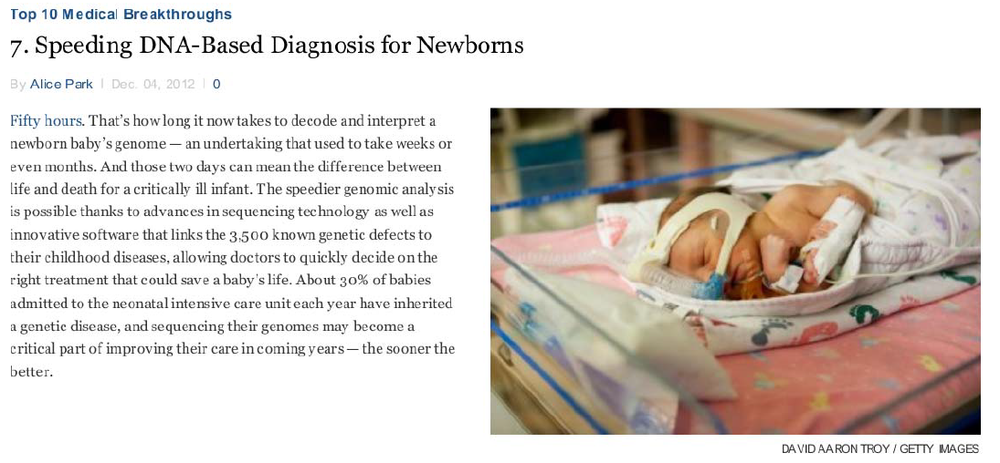 Top 10 Medical Breakthroughs
7. Speeding DNA-Based Diagnosis for Newborns
By Alice Park | Dec. 04, 2012 | 0
Fifty hours. That's how long it now takes to decode and interpret a
newborn baby's genome — an undertaking that used to take weeks or
even months. And those two days can mean the difference between
life and death for a critically ill infant. The speedier genomic analysis
is possible thanks to advances in sequencing technology as well as
innovative software that links the 3,500 known genetic defects to
their childhood diseases, allowing doctors to quickly decide on the
right treatment that could save a baby's life. About 30% of babies
admitted to the neonatal intensive care unit each year have inherited
a genetic disease, and sequencing their genomes may become a
critical part of improving their care in coming years — the sooner the
better.
DAVID AARON TROY / GETTY IMAGES